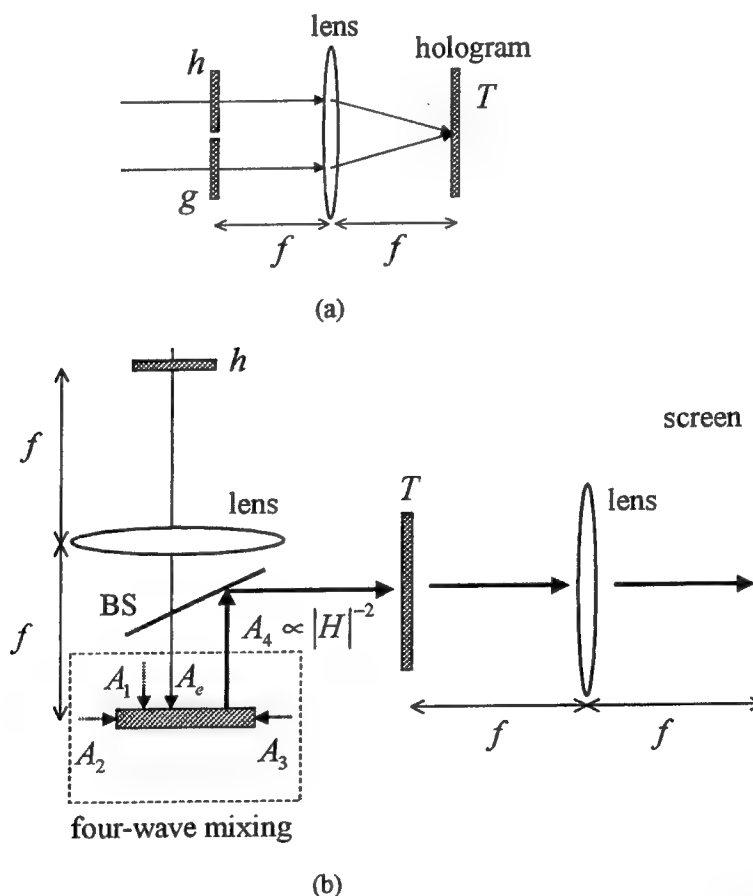 lens
hologram
h
T
g
f
f
(a)
h
f
screen
lens
T
lens
BS
f
A₄ ∝ |H|⁻²
A₁
Aₑ
A₂
A₃
f
f
four-wave mixing
(b)